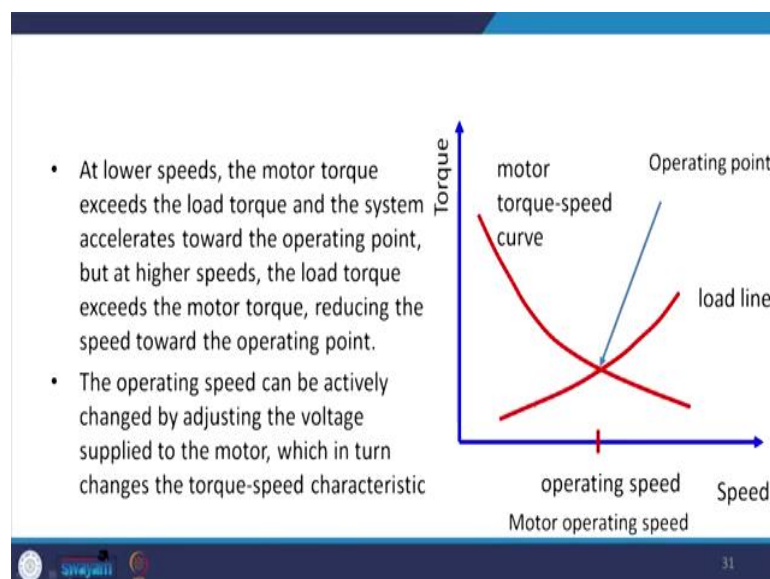 • At lower speeds, the motor torque
exceeds the load torque and the system
accelerates toward the operating point,
but at higher speeds, the load torque
exceeds the motor torque, reducing the
speed toward the operating point.
• The operating speed can be actively
changed by adjusting the voltage
supplied to the motor, which in turn
changes the torque-speed characteristic
Torque
motor
torque-speed
curve
Operating point
load line
operating speed
Speed
Motor operating speed
swayam
31